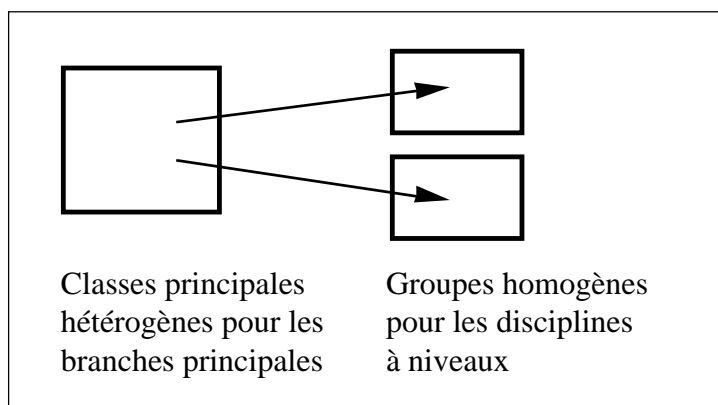 Classes principales
hétérogènes pour les
branches principales
Groupes homogènes
pour les disciplines
à niveaux